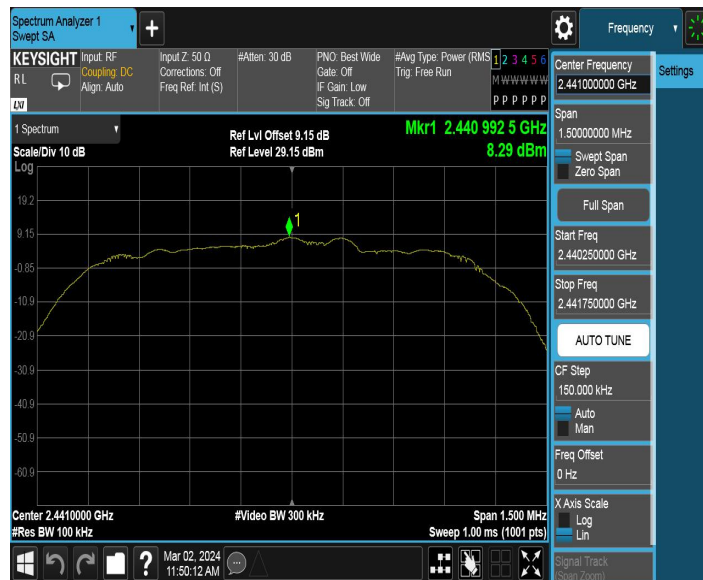 Spectrum Analyzer 1
Swept SA
+
Frequency
KEYSIGHT
RL
LXI
Input: RF
Coupling: DC
Align: Auto
Input Z: 50 Ω
Corrections: Off
Freq Ref: Int (S)
#Atten: 30 dB
PNO: Best Wide
Gate: Off
IF Gain: Low
Sig Track: Off
#Avg Type: Power (RMS
Trig: Free Run
1 2 3 4 5 6
M W W W W W
P P P P P P
Center Frequency
2.441000000 GHz
Settings
Span
1.50000000 MHz
Swept Span
Zero Span
Full Span
Start Freq
2.440250000 GHz
Stop Freq
2.441750000 GHz
AUTO TUNE
CF Step
150.000 kHz
Auto
Man
Freq Offset
0 Hz
X Axis Scale
Log
Lin
Signal Track
(Span Zoom)
1 Spectrum
Scale/Div 10 dB
Log
Ref Lvl Offset 9.15 dB
Ref Level 29.15 dBm
Mkr1 2.440 992 5 GHz
8.29 dBm
1
19.2
9.15
-0.85
-10.9
-20.9
-30.9
-40.9
-50.9
-60.9
Center 2.4410000 GHz
#Res BW 100 kHz
#Video BW 300 kHz
Span 1.500 MHz
Sweep 1.00 ms (1001 pts)
?
Mar 02, 2024
11:50:12 AM